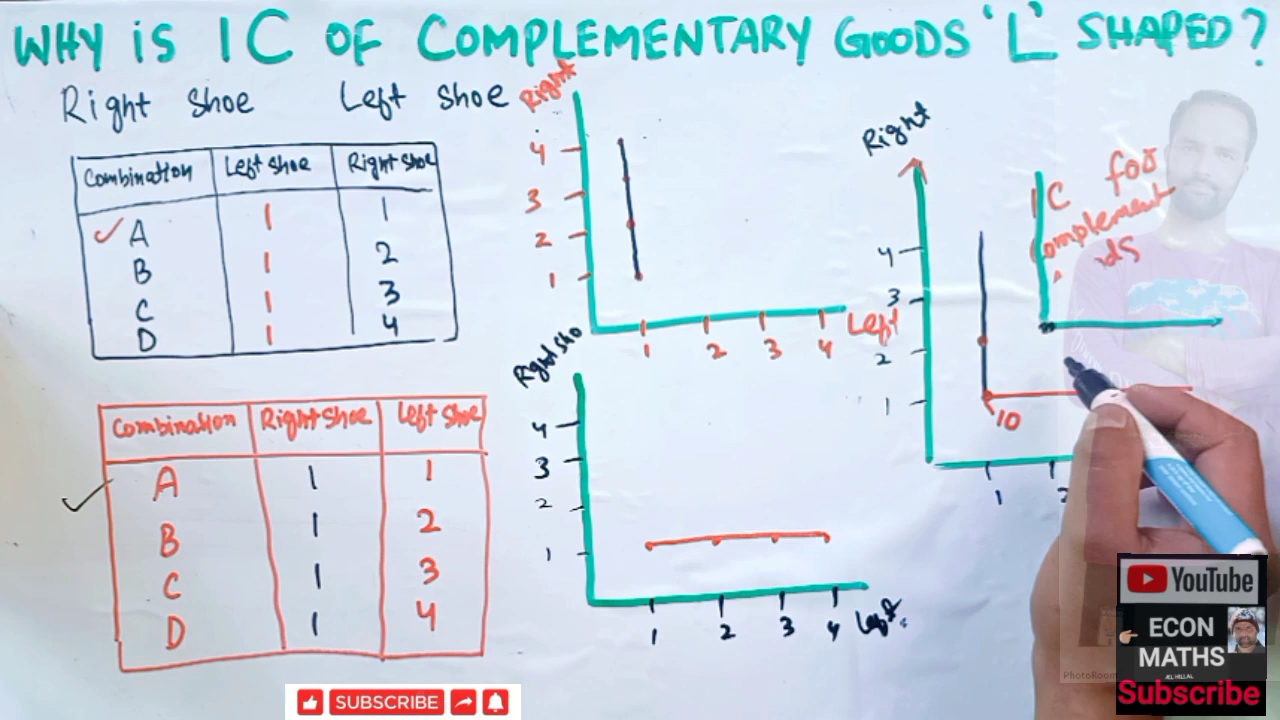 WHY IS IC OF COMPLEMENTARY GOODS 'L' SHAPED?
Right shoe Left shoe
Combination Left shoe Right shoe
A 1 1
B 1 2
C 1 3
D 1 4
Combination Right shoe Left shoe
A 1 1
B 1 2
C 1 3
D 1 4
Right
4
3
2
1
1 2 3 4 Left
Right sho
4
3
2
1
1 2 3 4 Left
Right
4
3
2
1
10
1 2
IC for
YouTube
ECON
MATHS
Subscribe
SUBSCRIBE
PhotoRoom